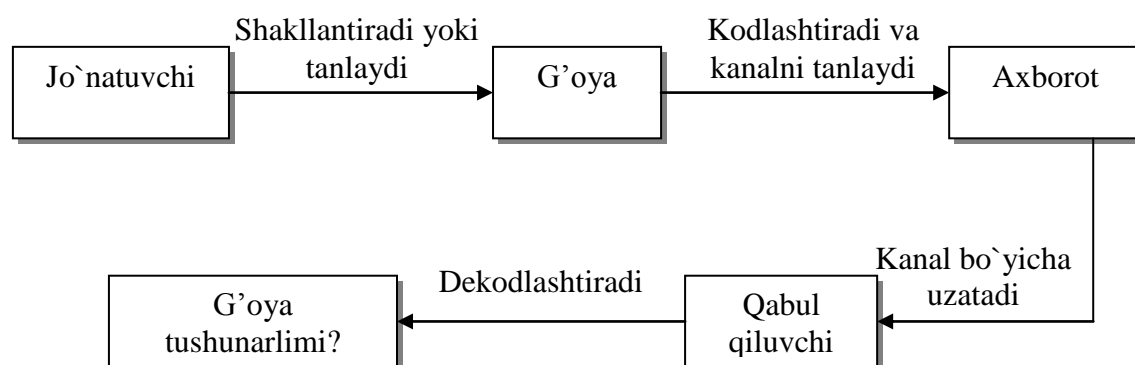 Jo`natuvchi
Shakllantiradi yoki
tanlaydi
G’oya
Kodlashtiradi va
kanalni tanlaydi
Axborot
Kanal bo`yicha
uzatadi
Qabul
qiluvchi
Dekodlashtiradi
G’oya
tushunarlimi?